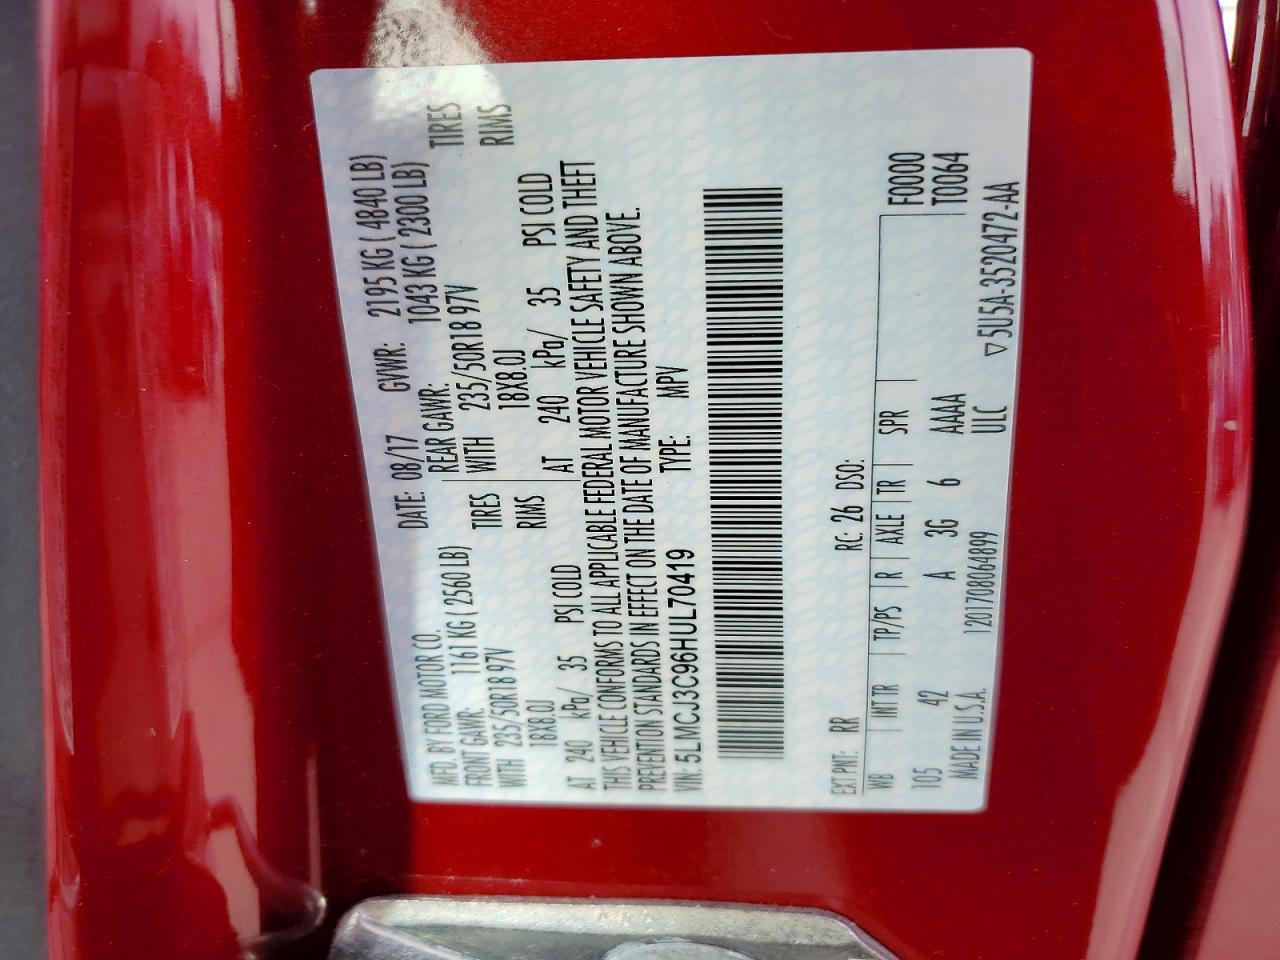 MFD. BY FORD MOTOR CO.
DATE: 08/17 GVWR: 2195 KG ( 4840 LB)
FRONT GAWR: 1161 KG ( 2560 LB)
REAR GAWR: 1043 KG ( 2300 LB)
WITH 235/50R18 97V TIRES
WITH 235/50R18 97V TIRES
18X8.0J RIMS
18X8.0J RIMS
AT 240 kPa/ 35 PSI COLD
AT 240 kPa/ 35 PSI COLD
THIS VEHICLE CONFORMS TO ALL APPLICABLE FEDERAL MOTOR VEHICLE SAFETY AND THEFT
PREVENTION STANDARDS IN EFFECT ON THE DATE OF MANUFACTURE SHOWN ABOVE.
VIN: 5LMCJ3C96HUL70419 TYPE: MPV
EXT PNT: RR RC: 26 DSO:
WB INT TR TP/PS R AXLE TR SPR F0000
105 42 A 3G 6 AAAA T0064
ULC
MADE IN U.S.A. 1201708064899
▽5U5A-3520472-AA